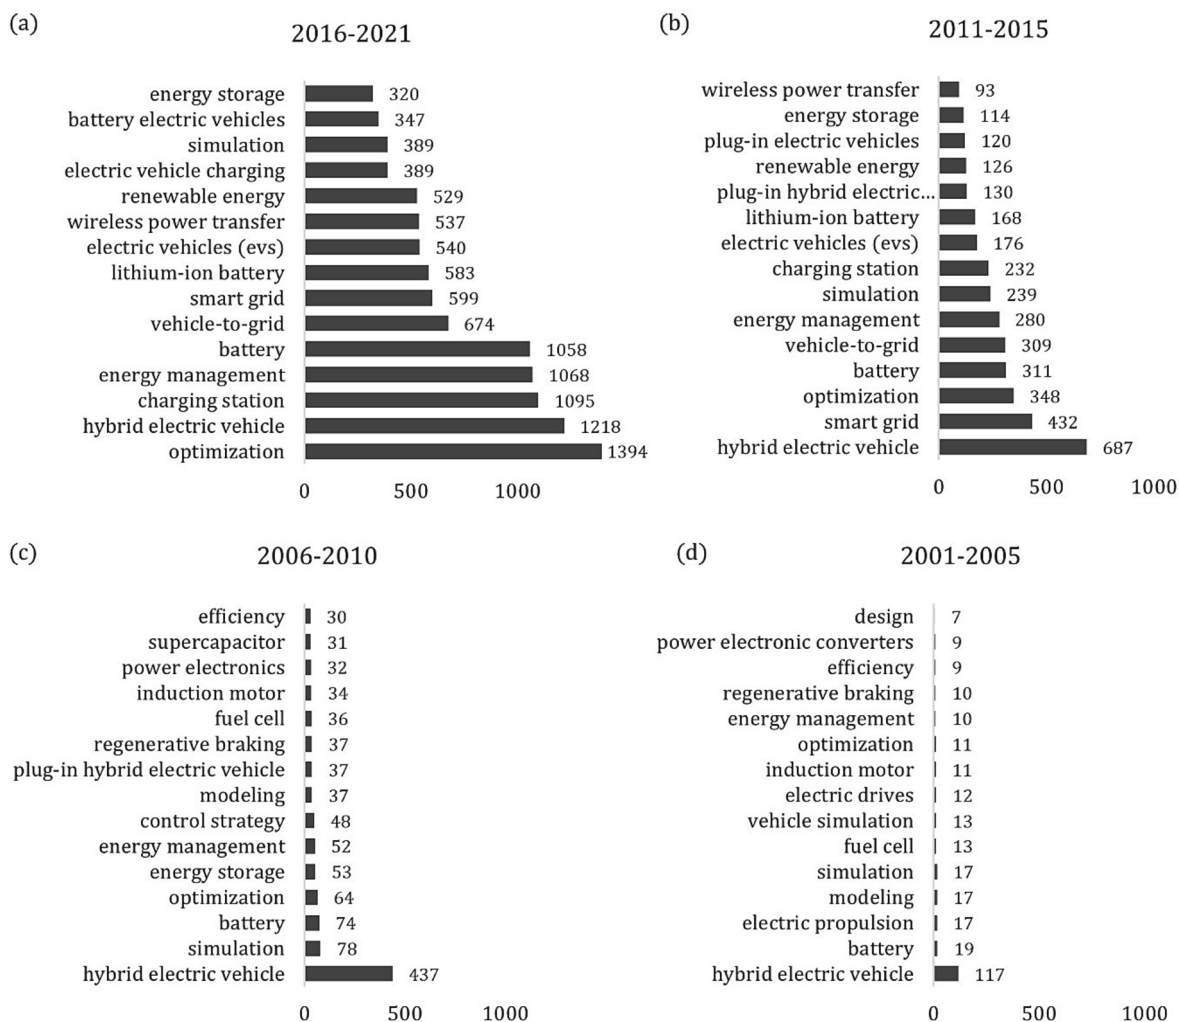 (a)
2016-2021
energy storage 320
battery electric vehicles 347
simulation 389
electric vehicle charging 389
renewable energy 529
wireless power transfer 537
electric vehicles (evs) 540
lithium-ion battery 583
smart grid 599
vehicle-to-grid 674
battery 1058
energy management 1068
charging station 1095
hybrid electric vehicle 1218
optimization 1394
0 500 1000
(b)
2011-2015
wireless power transfer 93
energy storage 114
plug-in electric vehicles 120
renewable energy 126
plug-in hybrid electric... 130
lithium-ion battery 168
electric vehicles (evs) 176
charging station 232
simulation 239
energy management 280
vehicle-to-grid 309
battery 311
optimization 348
smart grid 432
hybrid electric vehicle 687
0 500 1000
(c)
2006-2010
efficiency 30
supercapacitor 31
power electronics 32
induction motor 34
fuel cell 36
regenerative braking 37
plug-in hybrid electric vehicle 37
modeling 37
control strategy 48
energy management 52
energy storage 53
optimization 64
battery 74
simulation 78
hybrid electric vehicle 437
0 500 1000
(d)
2001-2005
design 7
power electronic converters 9
efficiency 9
regenerative braking 10
energy management 10
optimization 11
induction motor 11
electric drives 12
vehicle simulation 13
fuel cell 13
simulation 17
modeling 17
electric propulsion 17
battery 19
hybrid electric vehicle 117
0 500 1000